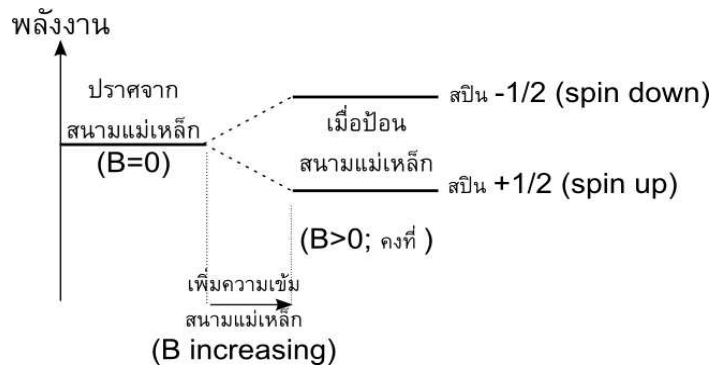 พลังงาน
ปราศจาก
สนามแม่เหล็ก
(B=0)
สปิน -1/2 (spin down)
เมื่อป้อน
สนามแม่เหล็ก
สปิน +1/2 (spin up)
(B>0; คงที่ )
เพิ่มความเข้ม
สนามแม่เหล็ก
(B increasing)